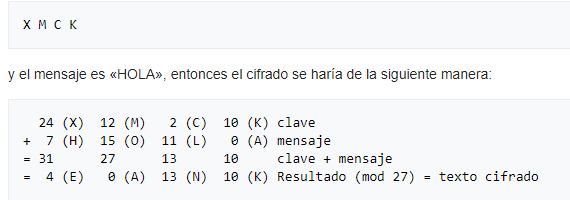 X M C K
y el mensaje es «HOLA», entonces el cifrado se haría de la siguiente manera:
24 (X) 12 (M) 2 (C) 10 (K) clave
+ 7 (H) 15 (O) 11 (L) 0 (A) mensaje
= 31 27 13 10 clave + mensaje
= 4 (E) 0 (A) 13 (N) 10 (K) Resultado (mod 27) = texto cifrado